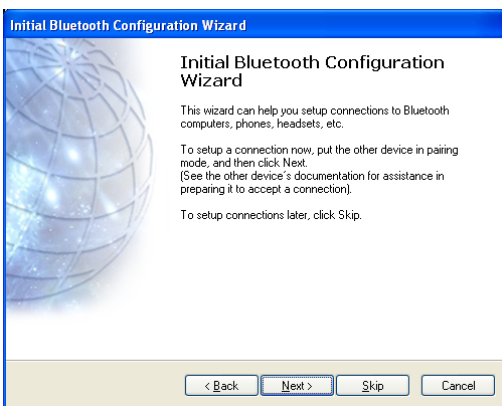 Initial Bluetooth Configuration Wizard
Initial Bluetooth Configuration
Wizard
This wizard can help you setup connections to Bluetooth
computers, phones, headsets, etc.
To setup a connection now, put the other device in pairing
mode, and then click Next.
(See the other device´s documentation for assistance in
preparing it to accept a connection).
To setup connections later, click Skip.
< Back Next > Skip Cancel